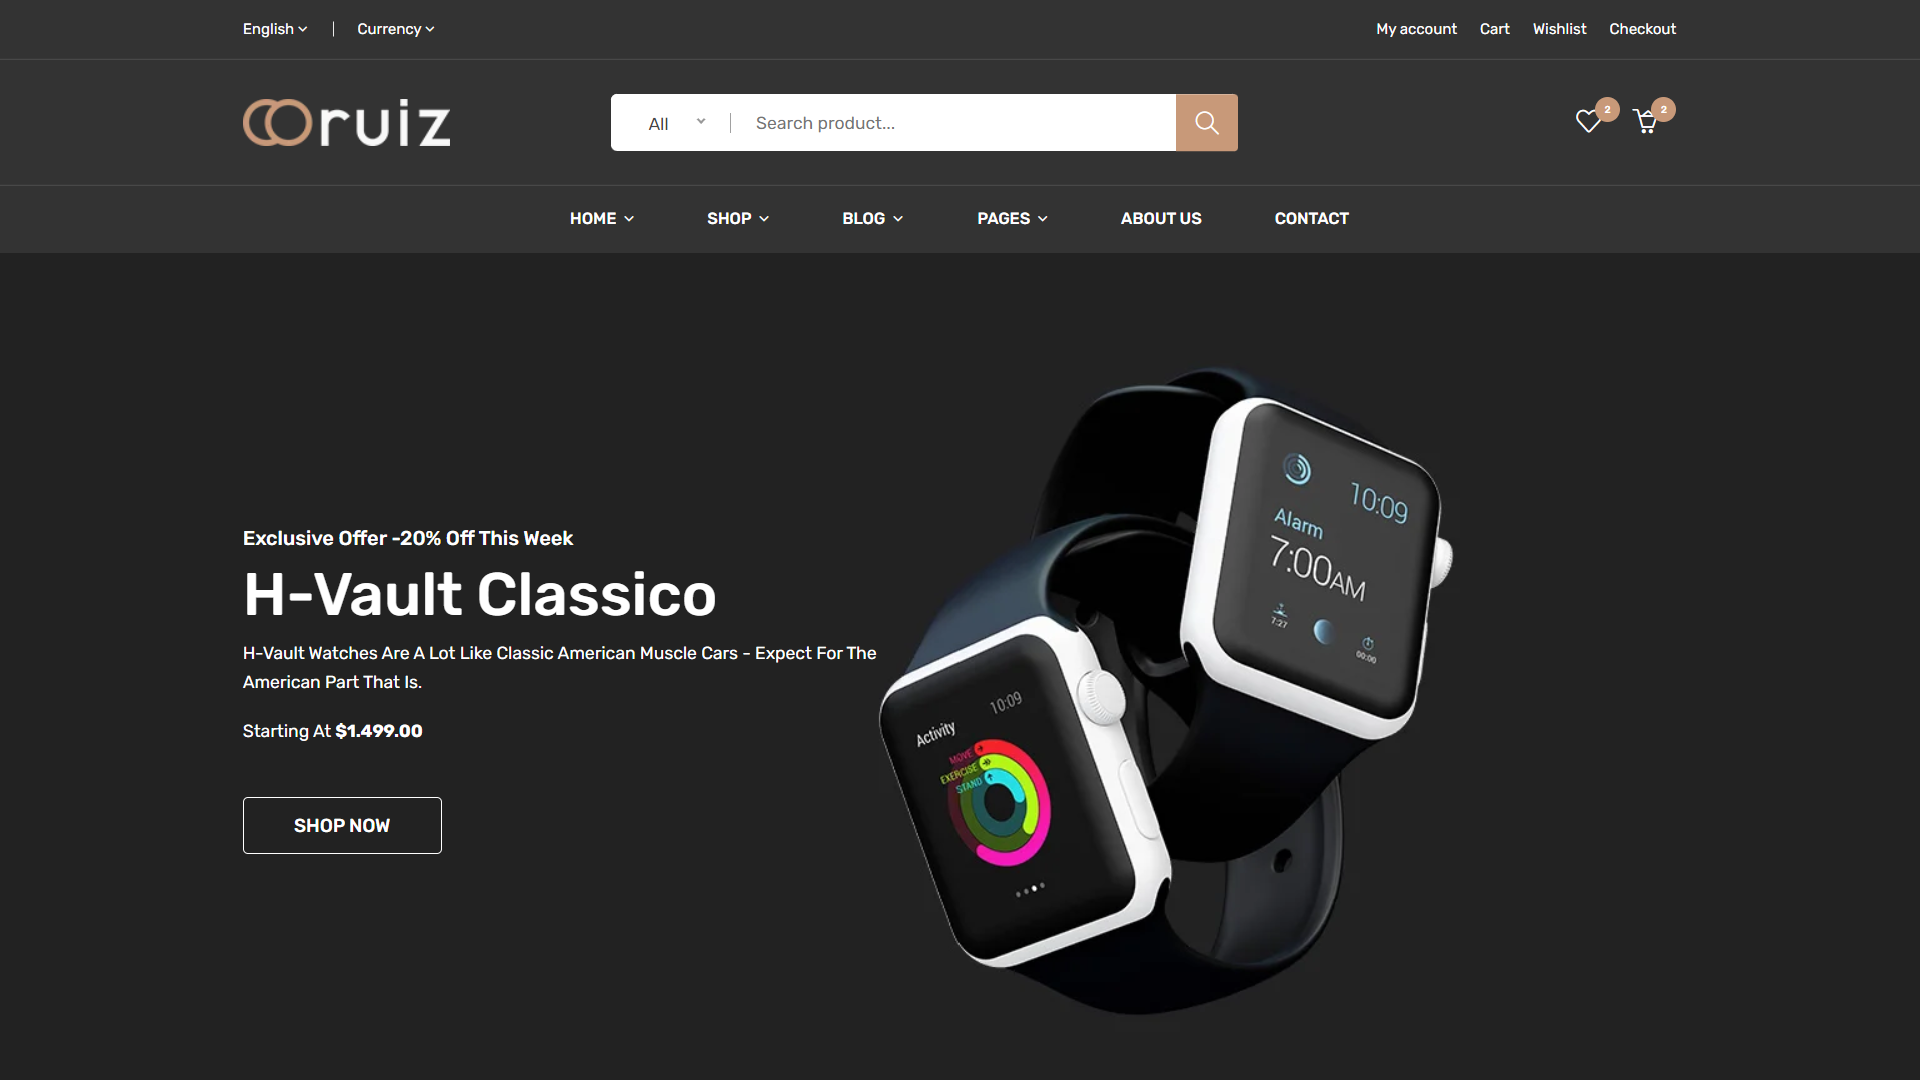 English
Currency
My account
Cart
Wishlist
Checkout
ruiz
All
Search product...
2
2
HOME
SHOP
BLOG
PAGES
ABOUT US
CONTACT
Exclusive Offer -20% Off This Week
H-Vault Classico
H-Vault Watches Are A Lot Like Classic American Muscle Cars - Expect For The
American Part That Is.
Starting At $1.499.00
SHOP NOW
10:09
Alarm
7:00AM
7:27
00:00
10:09
Activity
MOVE
EXERCISE
STAND